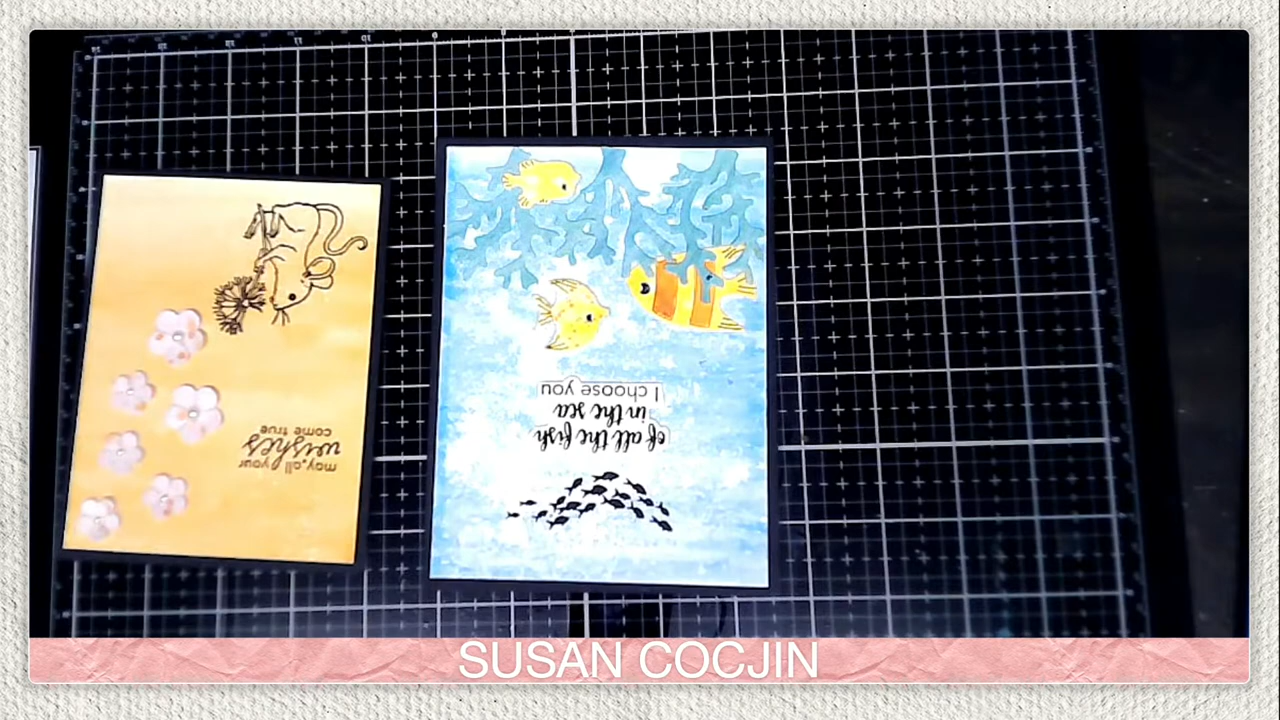 may all your
wishes
come true
of all the fish
in the sea
I choose you
SUSAN COCJIN